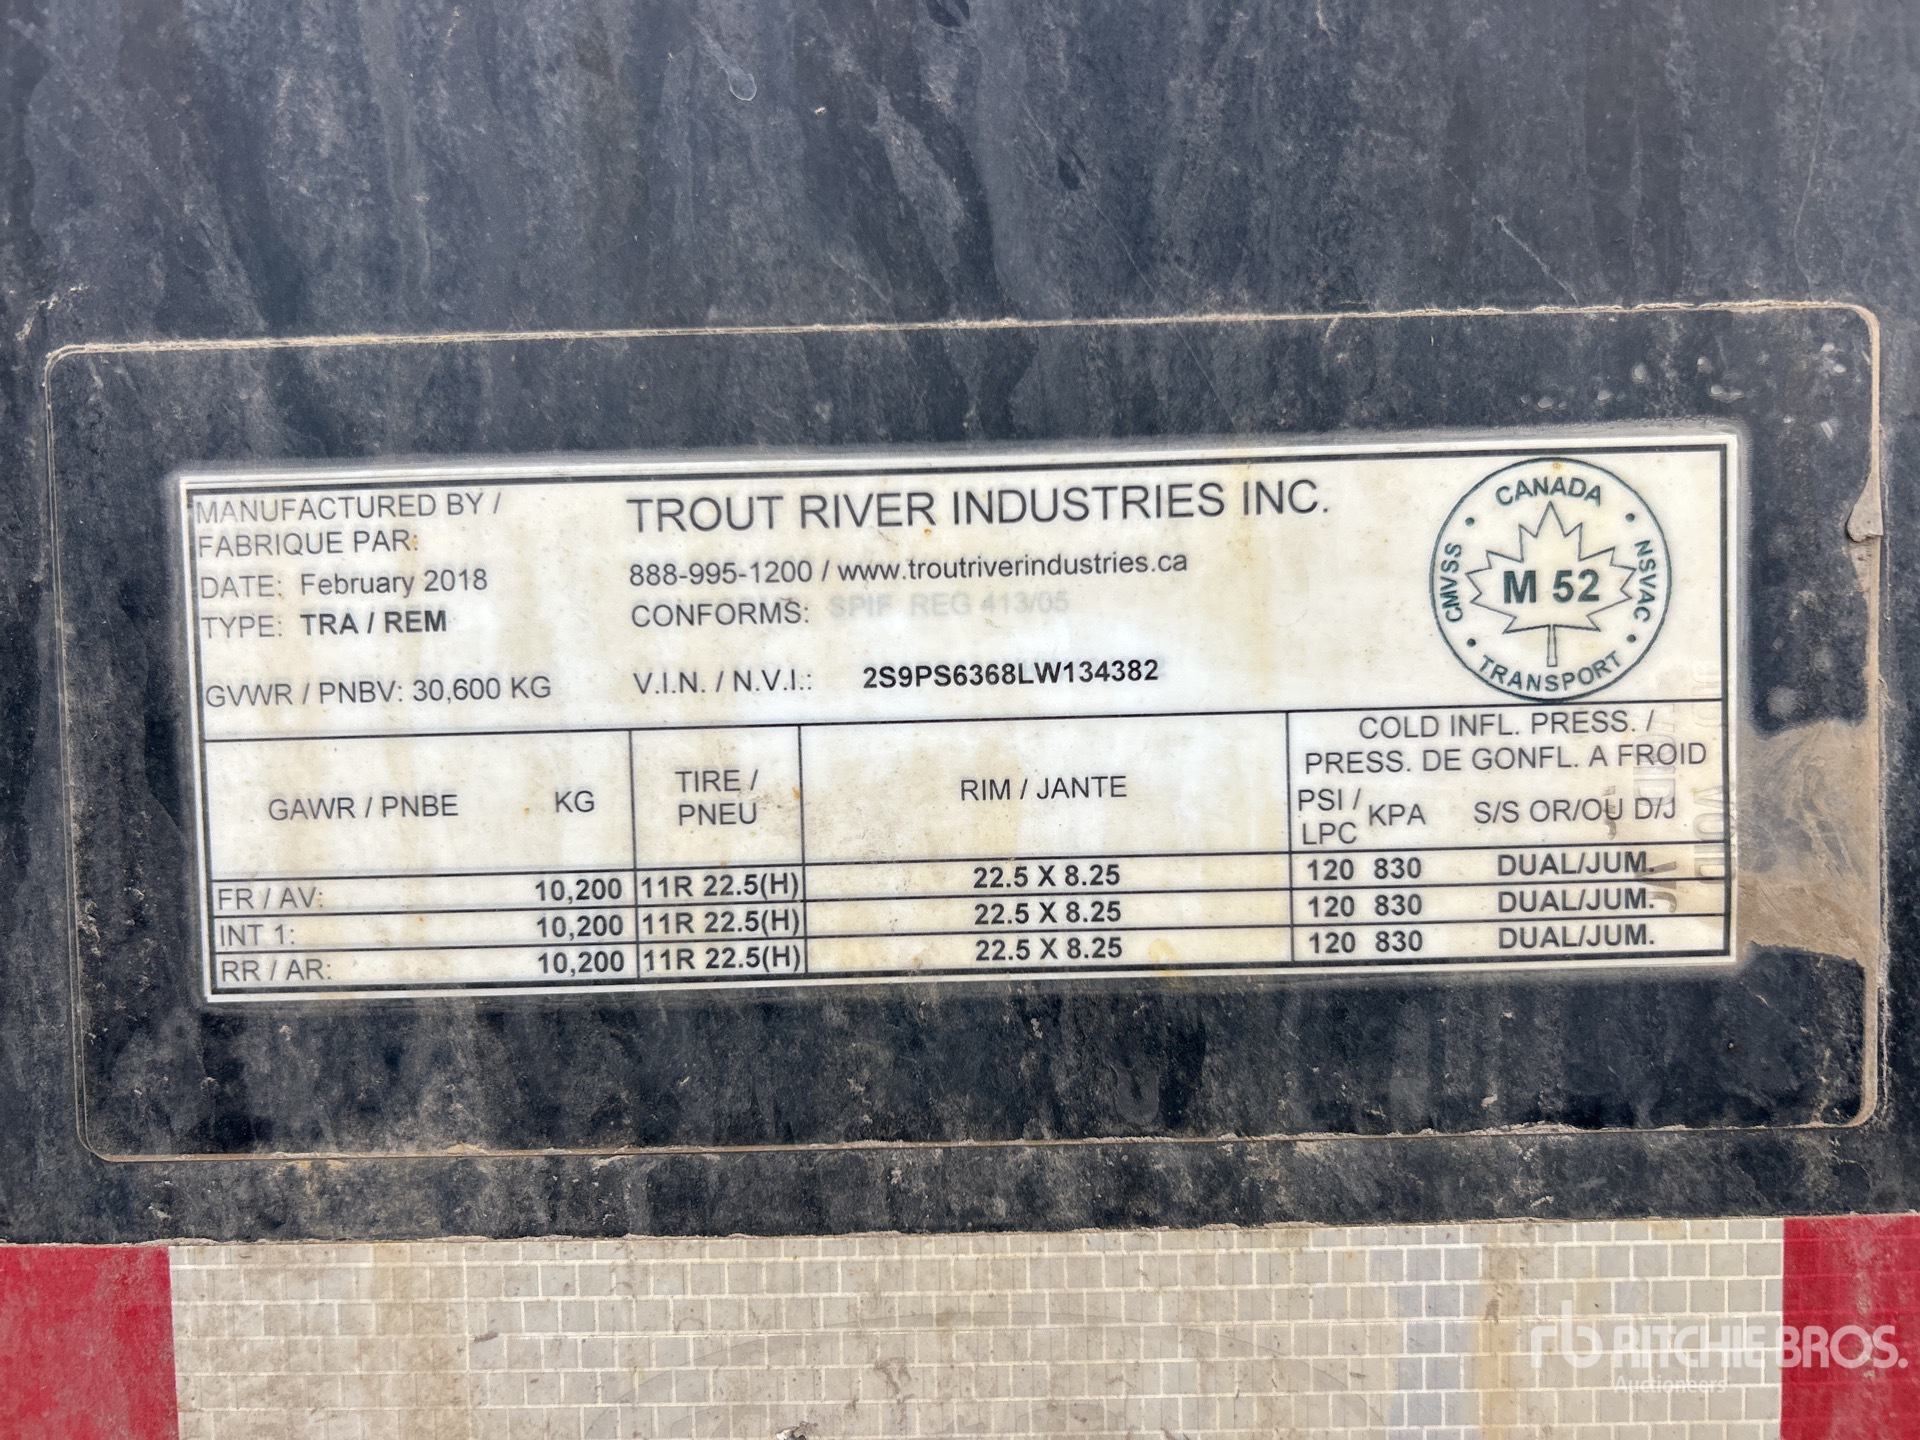 MANUFACTURED BY /
FABRIQUE PAR:
TROUT RIVER INDUSTRIES INC.
DATE: February 2018
888-995-1200 / www.troutriverindustries.ca
TYPE: TRA / REM
CONFORMS: SPIF REG 413/05
GVWR / PNBV: 30,600 KG
V.I.N. / N.V.I.: 2S9PS6368LW134382
CANADA
CMVSS
NSVAC
M 52
TRANSPORT
GAWR / PNBE KG
TIRE /
PNEU
RIM / JANTE
COLD INFL. PRESS. /
PRESS. DE GONFL. A FROID
PSI /
LPC
KPA
S/S OR/OU D/J
FR / AV: 10,200 11R 22.5(H) 22.5 X 8.25 120 830 DUAL/JUM.
INT 1: 10,200 11R 22.5(H) 22.5 X 8.25 120 830 DUAL/JUM.
RR / AR: 10,200 11R 22.5(H) 22.5 X 8.25 120 830 DUAL/JUM.
rb RITCHIE BROS.
Auctioneers